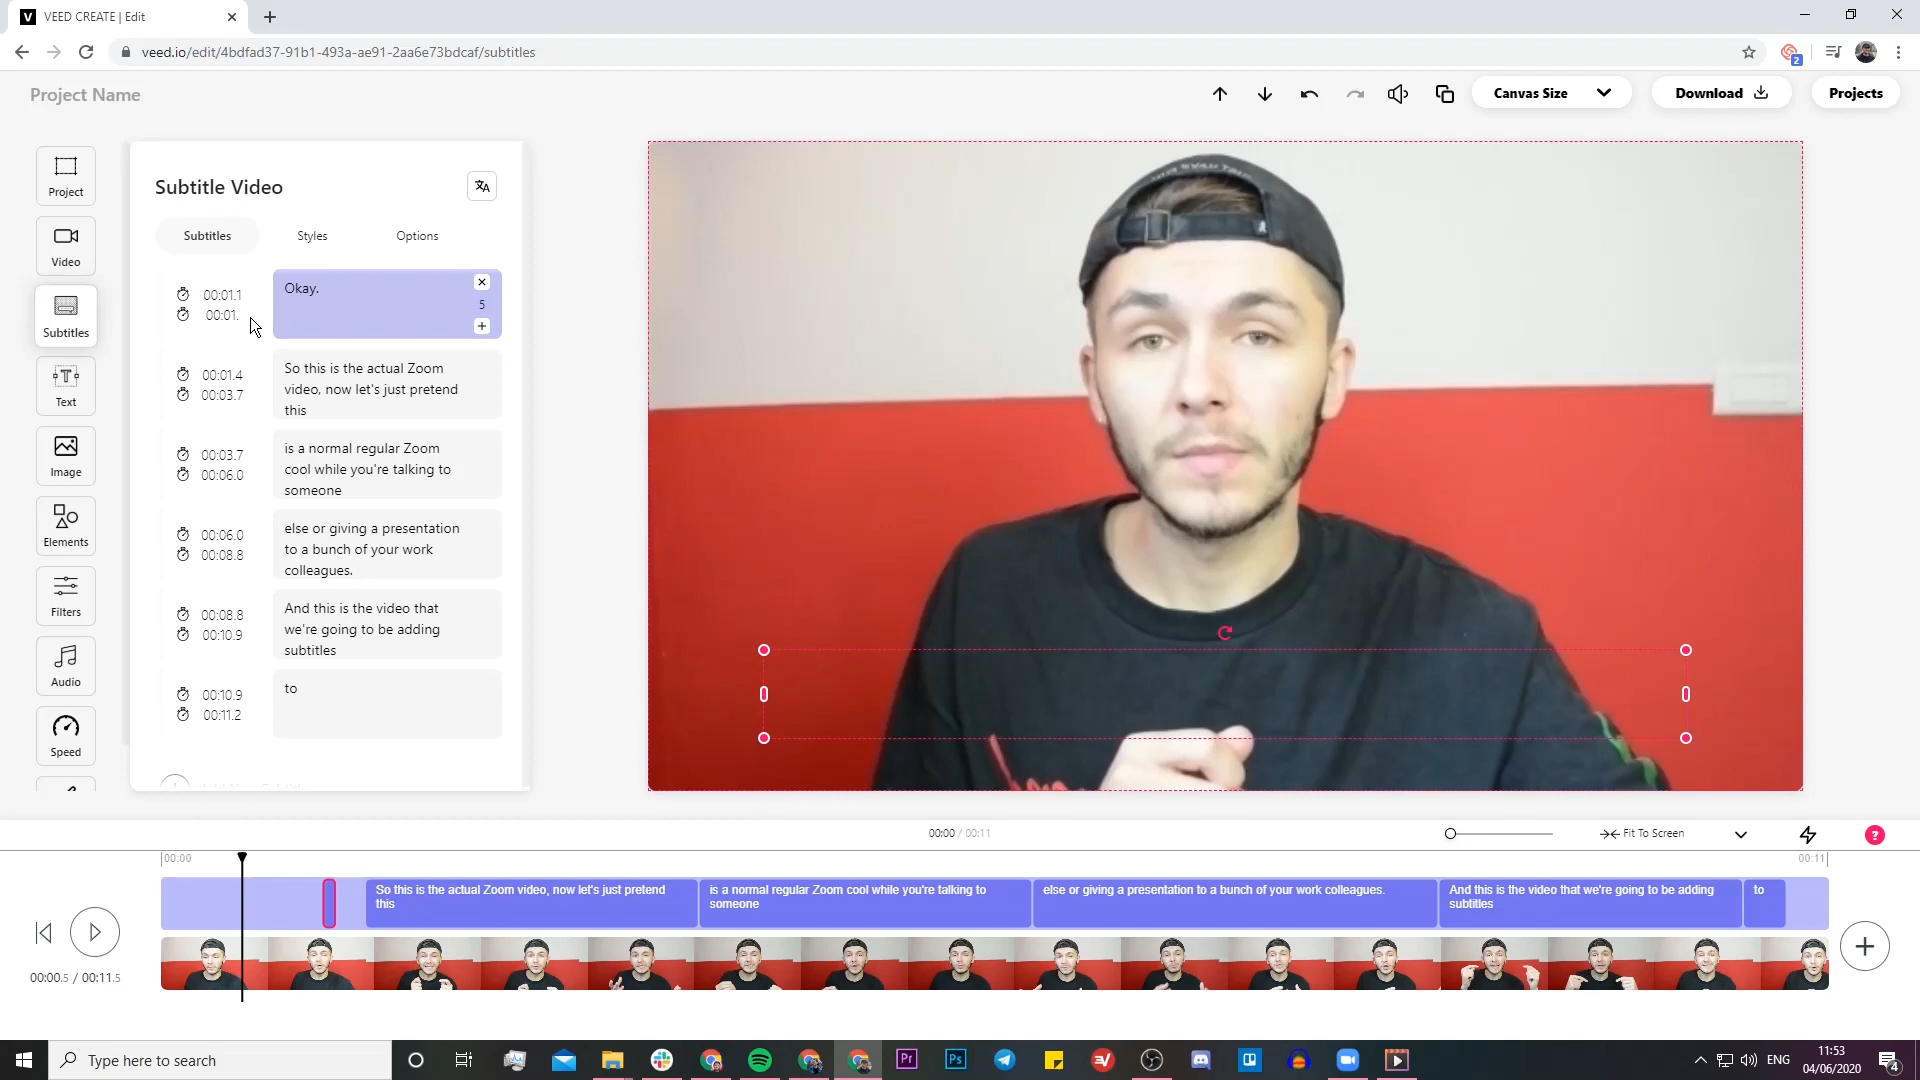 VEED CREATE | Edit
veed.io/edit/4bdfad37-91b1-493a-ae91-2aa6e73bdcaf/subtitles
2
Project Name
Canvas Size
Download
Projects
Project
Video
Subtitles
Text
Image
Elements
Filters
Audio
Speed
Subtitle Video
Subtitles
Styles
Options
00:01.1
00:01.
Okay.
5
00:01.4
00:03.7
So this is the actual Zoom
video, now let's just pretend
this
00:03.7
00:06.0
is a normal regular Zoom
cool while you're talking to
someone
00:06.0
00:08.8
else or giving a presentation
to a bunch of your work
colleagues.
00:08.8
00:10.9
And this is the video that
we're going to be adding
subtitles
00:10.9
00:11.2
to
00:00 / 00:11
Fit To Screen
?
00:00
00:11
So this is the actual Zoom video, now let's just pretend
this
is a normal regular Zoom cool while you're talking to
someone
else or giving a presentation to a bunch of your work colleagues.
And this is the video that we're going to be adding
subtitles
to
00:00.5 / 00:11.5
Type here to search
Pr
Ps
ENG
11:53
04/06/2020
4